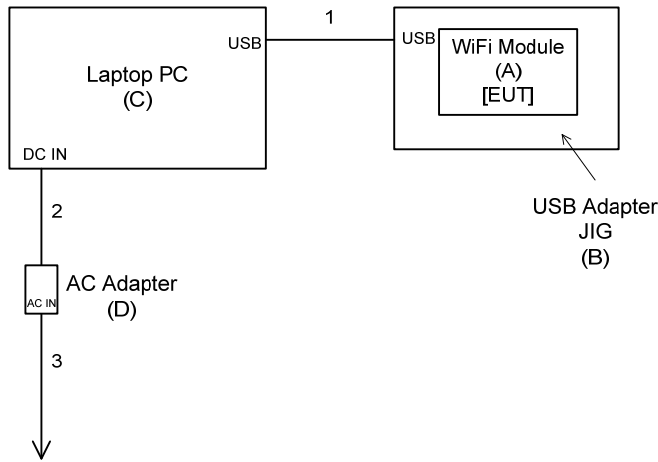 1
USB
USB
Laptop PC
(C)
WiFi Module
(A)
[EUT]
DC IN
USB Adapter
JIG
(B)
2
AC Adapter
(D)
AC IN
3